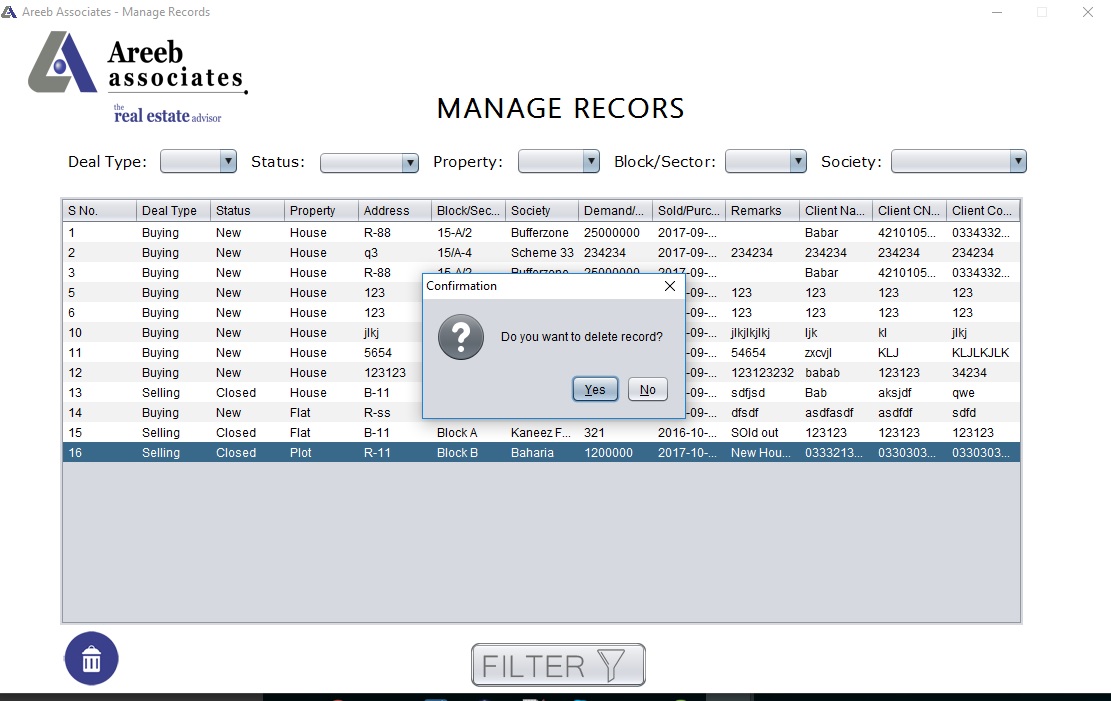 Areeb Associates - Manage Records
Areeb
associates.
the
real estate advisor
MANAGE RECORS
Deal Type: Status: Property: Block/Sector: Society:
S No. Deal Type Status Property Address Block/Sec... Society Demand/... Sold/Purc... Remarks Client Na... Client CN... Client Co...
1 Buying New House R-88 15-A/2 Bufferzone 25000000 2017-09-... Babar 4210105... 0334332...
2 Buying New House q3 15/A-4 Scheme 33 234234 2017-09-... 234234 234234 234234 234234
3 Buying New House R-88 15-A/2 Bufferzone 25000000 2017-09-... Babar 4210105... 0334332...
5 Buying New House 123 -09-... 123 123 123 123
6 Buying New House 123 -09-... 123 123 123 123
10 Buying New House jlkj -09-... jlkjlkjlkj ljk kl jlkj
11 Buying New House 5654 -09-... 54654 zxcvjl KLJ KLJLKJLK
12 Buying New House 123123 -09-... 123123232 babab 123123 34234
13 Selling Closed House B-11 -09-... sdfjsd Bab aksjdf qwe
14 Buying New Flat R-ss -09-... dfsdf asdfasdf asdfdf sdfd
15 Selling Closed Flat B-11 Block A Kaneez F... 321 2016-10-... SOld out 123123 123123 123123
16 Selling Closed Plot R-11 Block B Baharia 1200000 2017-10-... New Hou... 0333213... 0330303... 0330303...
Confirmation
Do you want to delete record?
Yes No
FILTER